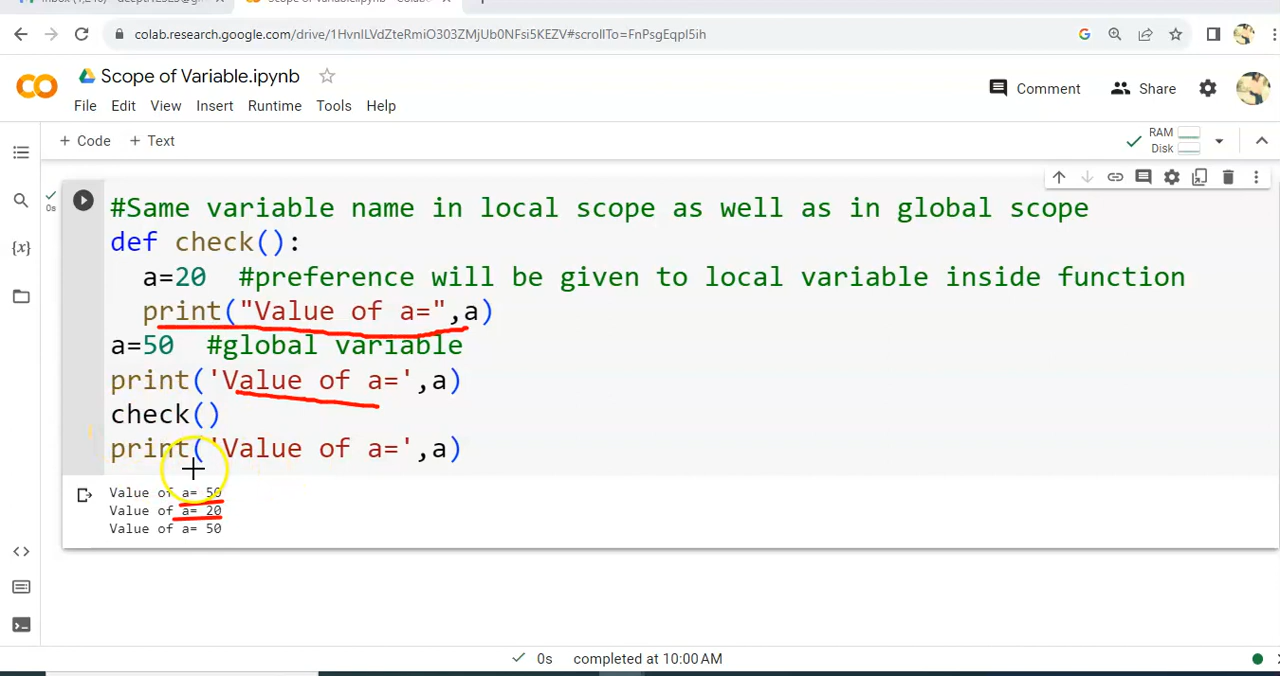 colab.research.google.com/drive/1HvnILVdZteRmiO303ZMjUb0NFsi5KEZV#scrollTo=FnPsgEqpl5ih
Scope of Variable.ipynb
Comment Share
File Edit View Insert Runtime Tools Help
+ Code + Text
RAM
Disk
0s
#Same variable name in local scope as well as in global scope
def check():
a=20 #preference will be given to local variable inside function
print("Value of a=",a)
a=50 #global variable
print('Value of a=',a)
check()
print('Value of a=',a)
Value of a= 50
Value of a= 20
Value of a= 50
0s completed at 10:00 AM